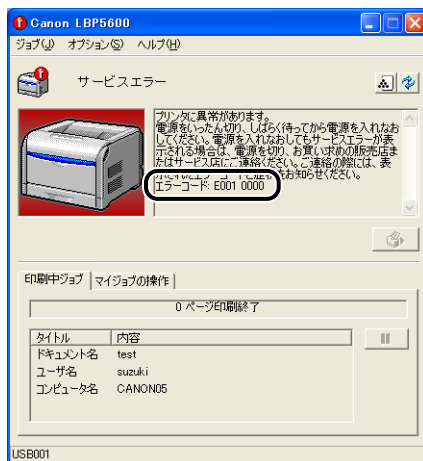 Canon LBP5600
ジョブ(J) オプション(S) ヘルプ(H)
サービスエラー
プリンタに異常があります。
電源をいったん切り、しばらく待ってから電源を入れなお
してください。電源を入れなおしてもサービスエラーが表
示される場合は、電源を切り、お買い求めの販売店ま
たはサービス店にご連絡ください。ご連絡の際には、表
をお知らせください。
エラーコード: E001 0000
印刷中ジョブ マイジョブの操作
0 ページ印刷終了
タイトル 内容
ドキュメント名 test
ユーザ名 suzuki
コンピュータ名 CANON05
USB001